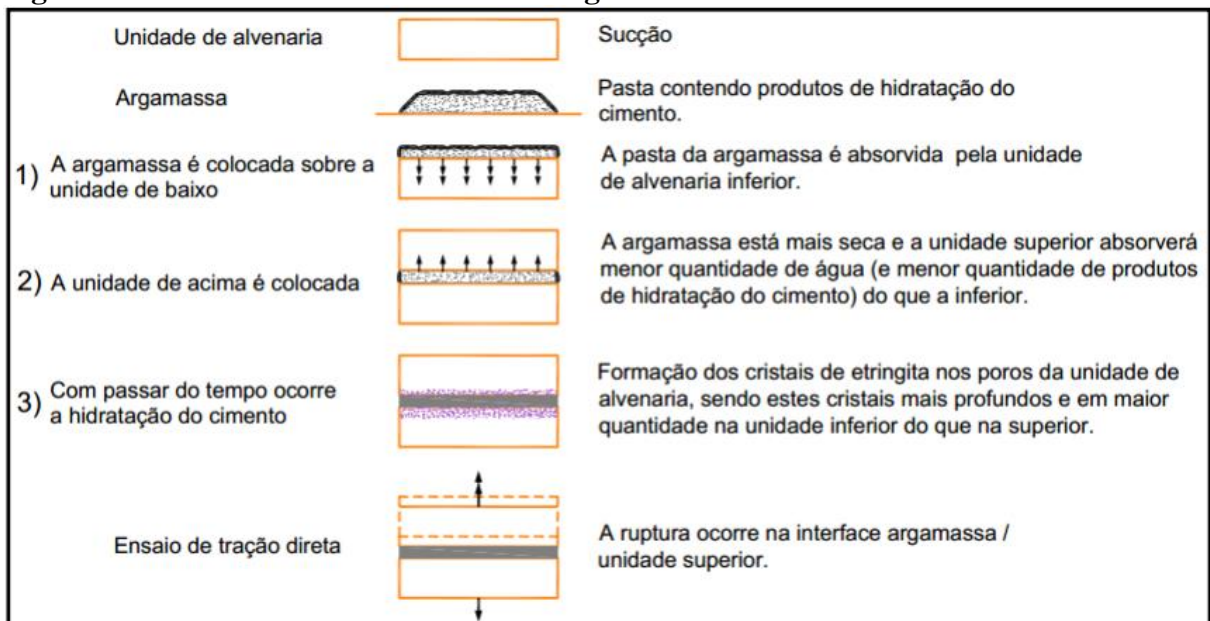 Unidade de alvenaria
Sucção
Argamassa
Pasta contendo produtos de hidratação do
cimento.
1) A argamassa é colocada sobre a
unidade de baixo
A pasta da argamassa é absorvida pela unidade
de alvenaria inferior.
2) A unidade de acima é colocada
A argamassa está mais seca e a unidade superior absorverá
menor quantidade de água (e menor quantidade de produtos
de hidratação do cimento) do que a inferior.
3) Com passar do tempo ocorre
a hidratação do cimento
Formação dos cristais de etringita nos poros da unidade de
alvenaria, sendo estes cristais mais profundos e em maior
quantidade na unidade inferior do que na superior.
Ensaio de tração direta
A ruptura ocorre na interface argamassa /
unidade superior.